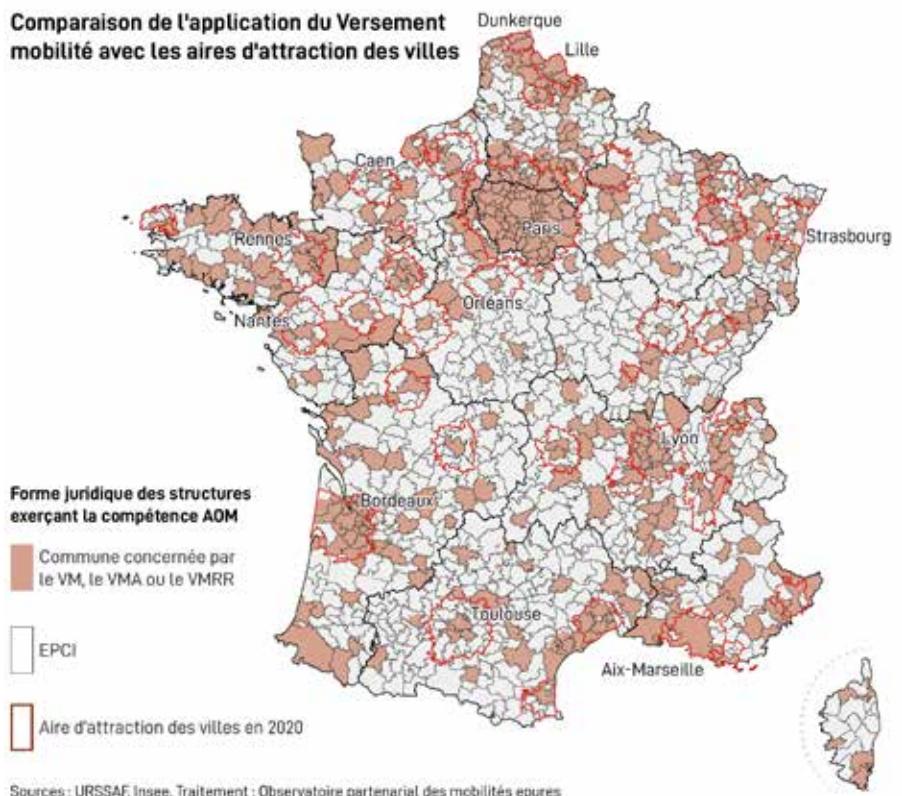 Comparaison de l'application du Versement
mobilité avec les aires d'attraction des villes
Dunkerque
Lille
Caen
Paris
Rennes
Strasbourg
Orléans
Nantes
Lyon
Bordeaux
Toulouse
Aix-Marseille
Forme juridique des structures
exerçant la compétence AOM
Commune concernée par
le VM, le VMA ou le VMRR
EPCI
Aire d'attraction des villes en 2020
Sources : URSSAF, Insee. Traitement : Observatoire partenarial des mobilités epures